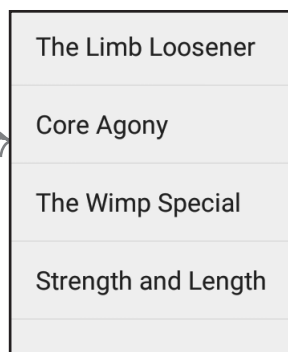 The Limb Loosener
Core Agony
The Wimp Special
Strength and Length